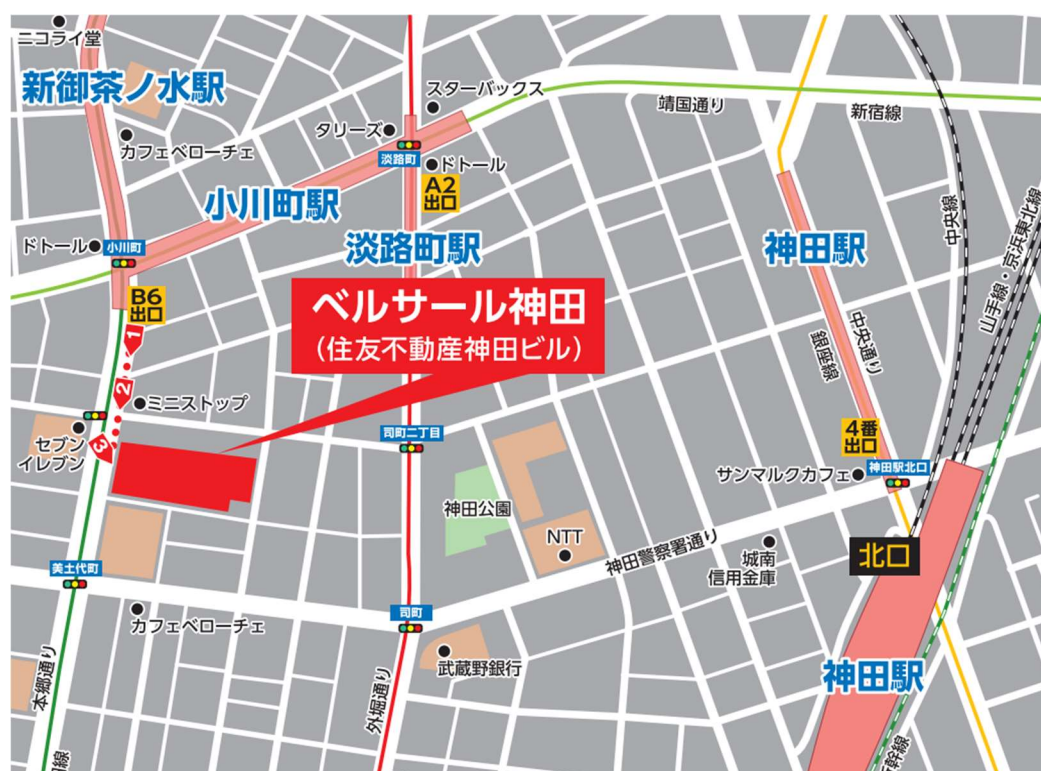 ニコライ堂
新御茶ノ水駅
カフェベローチェ
スターバックス
タリーズ
淡路町
ドトール
A2
出口
靖国通り
新宿線
小川町駅
淡路町駅
神田駅
中央線
山手線・京浜東北線
ドトール
小川町
B6
出口
ベルサール神田
(住友不動産神田ビル)
中央通り
銀座線
1
2
3
ミニストップ
セブン
イレブン
司町二丁目
4番
出口
神田駅北口
サンマルクカフェ
神田公園
NTT
神田警察署通り
城南
信用金庫
北口
美土代町
カフェベローチェ
司町
武蔵野銀行
神田駅
本郷通り
外堀通り